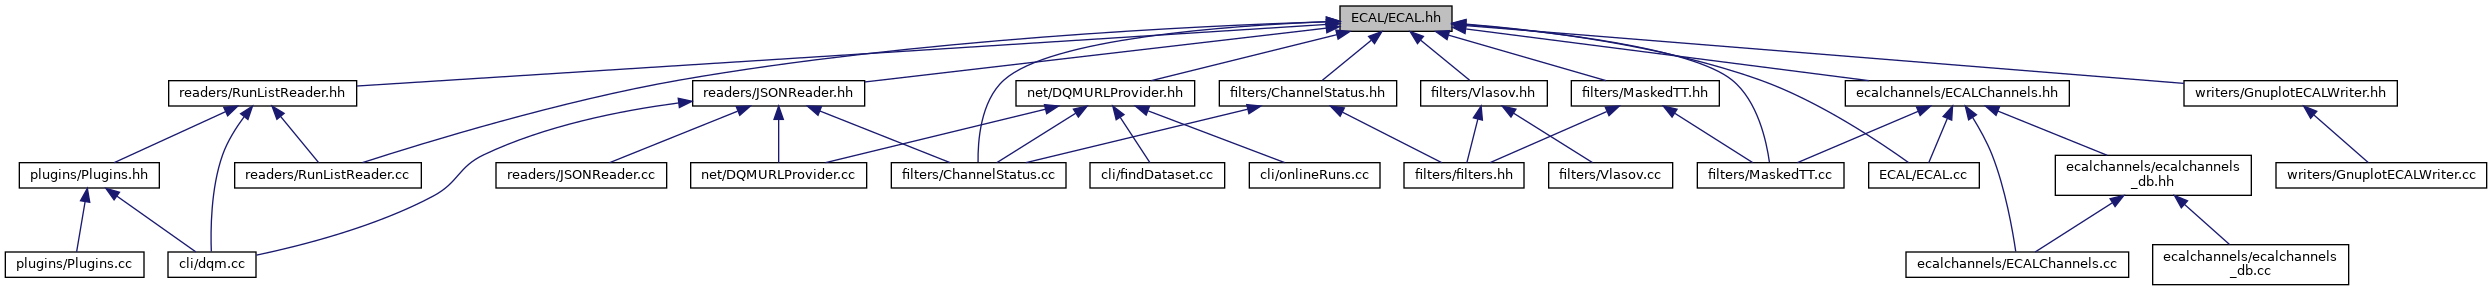 ECAL/ECAL.hh
readers/RunListReader.hh
readers/JSONReader.hh
net/DQMURLProvider.hh
filters/ChannelStatus.hh
filters/Vlasov.hh
filters/MaskedTT.hh
ecalchannels/ECALChannels.hh
writers/GnuplotECALWriter.hh
plugins/Plugins.hh
readers/RunListReader.cc
readers/JSONReader.cc
net/DQMURLProvider.cc
filters/ChannelStatus.cc
cli/findDataset.cc
cli/onlineRuns.cc
filters/filters.hh
filters/Vlasov.cc
filters/MaskedTT.cc
ECAL/ECAL.cc
ecalchannels/ecalchannels
_db.hh
writers/GnuplotECALWriter.cc
plugins/Plugins.cc
cli/dqm.cc
ecalchannels/ECALChannels.cc
ecalchannels/ecalchannels
_db.cc